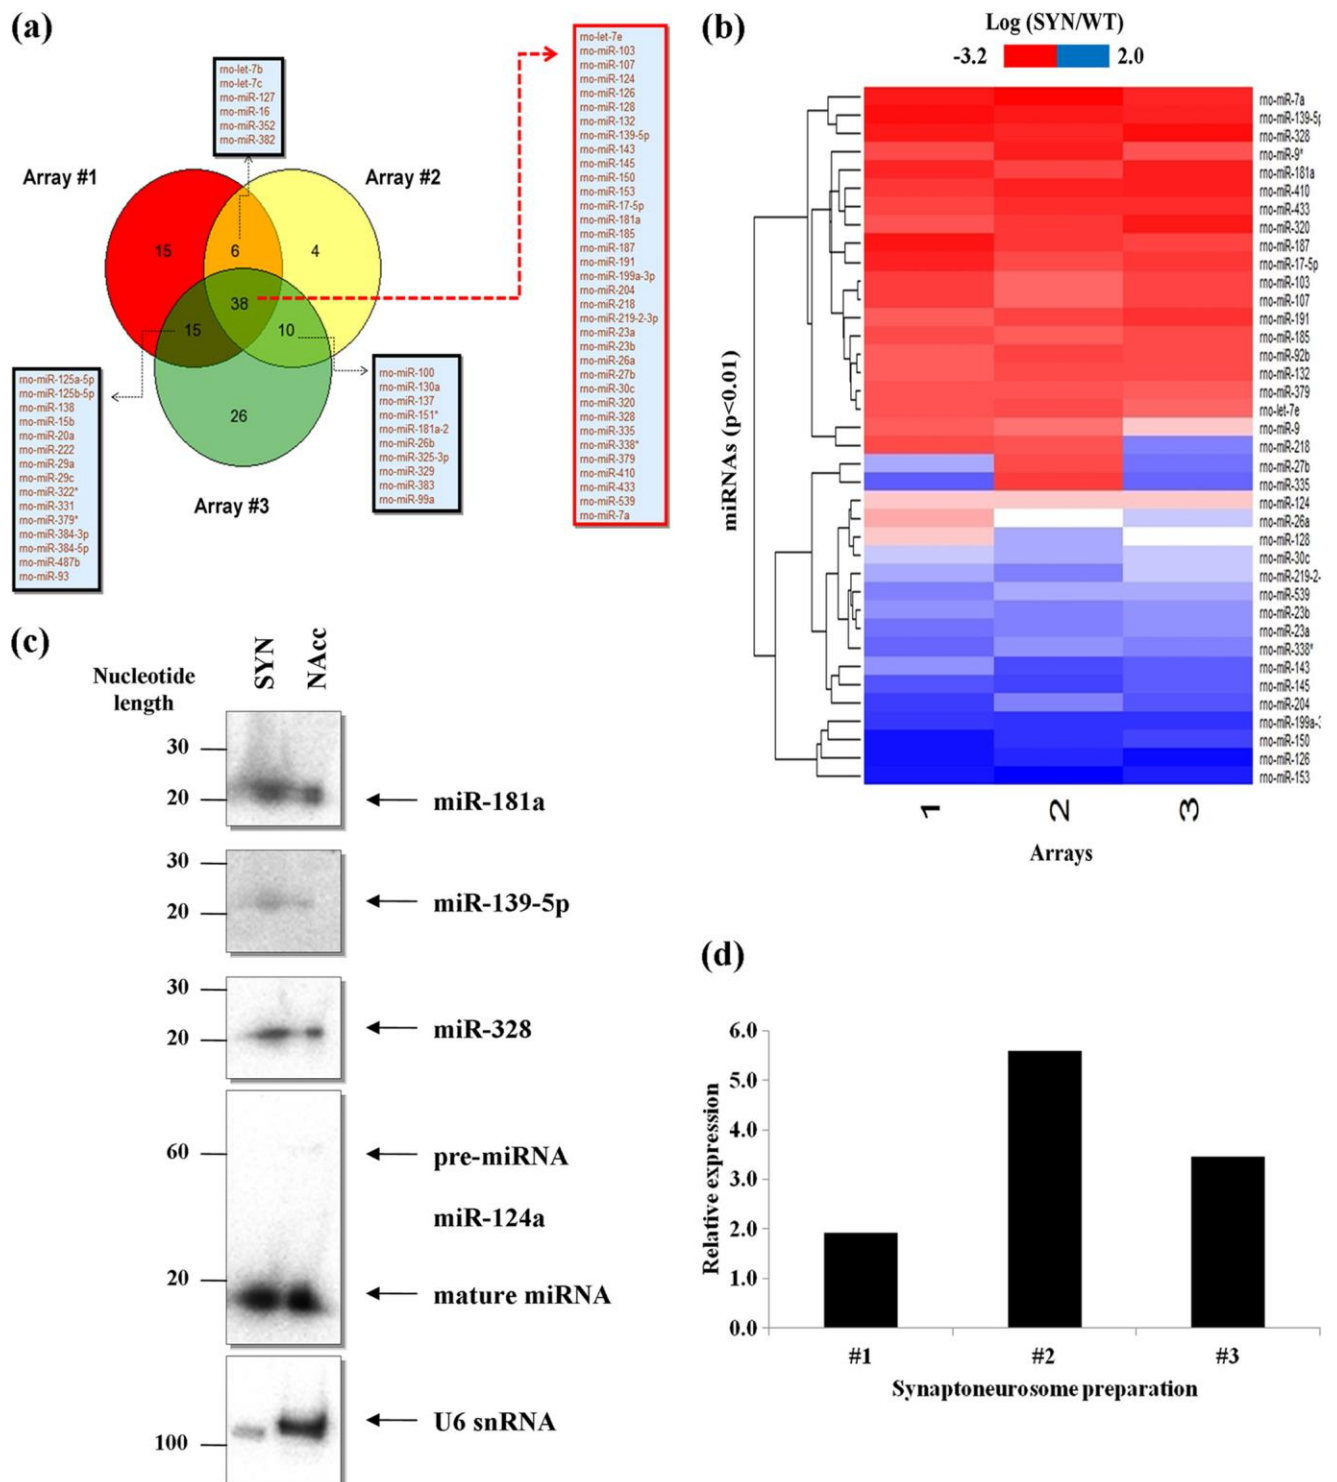 (a)
Array #1
Array #2
Array #3
15
6
4
38
15
10
26
rno-let-7b
rno-let-7c
rno-miR-127
rno-miR-16
rno-miR-352
rno-miR-382
rno-miR-125a-5p
rno-miR-125b-5p
rno-miR-138
rno-miR-15b
rno-miR-20a
rno-miR-222
rno-miR-29a
rno-miR-29c
rno-miR-322*
rno-miR-331
rno-miR-379*
rno-miR-384-3p
rno-miR-384-5p
rno-miR-487b
rno-miR-93
rno-miR-100
rno-miR-130a
rno-miR-137
rno-miR-151*
rno-miR-181a-2
rno-miR-26b
rno-miR-325-3p
rno-miR-329
rno-miR-383
rno-miR-99a
rno-let-7e
rno-miR-103
rno-miR-107
rno-miR-124
rno-miR-126
rno-miR-128
rno-miR-132
rno-miR-139-5p
rno-miR-143
rno-miR-145
rno-miR-150
rno-miR-153
rno-miR-17-5p
rno-miR-181a
rno-miR-185
rno-miR-187
rno-miR-191
rno-miR-199a-3p
rno-miR-204
rno-miR-218
rno-miR-219-2-3p
rno-miR-23a
rno-miR-23b
rno-miR-26a
rno-miR-27b
rno-miR-30c
rno-miR-320
rno-miR-328
rno-miR-335
rno-miR-338*
rno-miR-379
rno-miR-410
rno-miR-433
rno-miR-539
rno-miR-7a
(b)
Log (SYN/WT)
-3.2
2.0
miRNAs (p<0.01)
rno-miR-7a
rno-miR-139-5p
rno-miR-328
rno-miR-9*
rno-miR-181a
rno-miR-410
rno-miR-433
rno-miR-320
rno-miR-187
rno-miR-17-5p
rno-miR-103
rno-miR-107
rno-miR-191
rno-miR-185
rno-miR-92b
rno-miR-132
rno-miR-379
rno-let-7e
rno-miR-9
rno-miR-218
rno-miR-27b
rno-miR-335
rno-miR-124
rno-miR-26a
rno-miR-128
rno-miR-30c
rno-miR-219-2-
rno-miR-539
rno-miR-23b
rno-miR-23a
rno-miR-338*
rno-miR-143
rno-miR-145
rno-miR-204
rno-miR-199a-3
rno-miR-150
rno-miR-126
rno-miR-153
1 2 3
Arrays
(c)
Nucleotide
length
SYN
NAcc
30
20
miR-181a
30
20
miR-139-5p
30
20
miR-328
60
pre-miRNA
miR-124a
20
mature miRNA
U6 snRNA
100
(d)
Relative expression
6.0
5.0
4.0
3.0
2.0
1.0
0.0
#1 #2 #3
Synaptoneurosome preparation